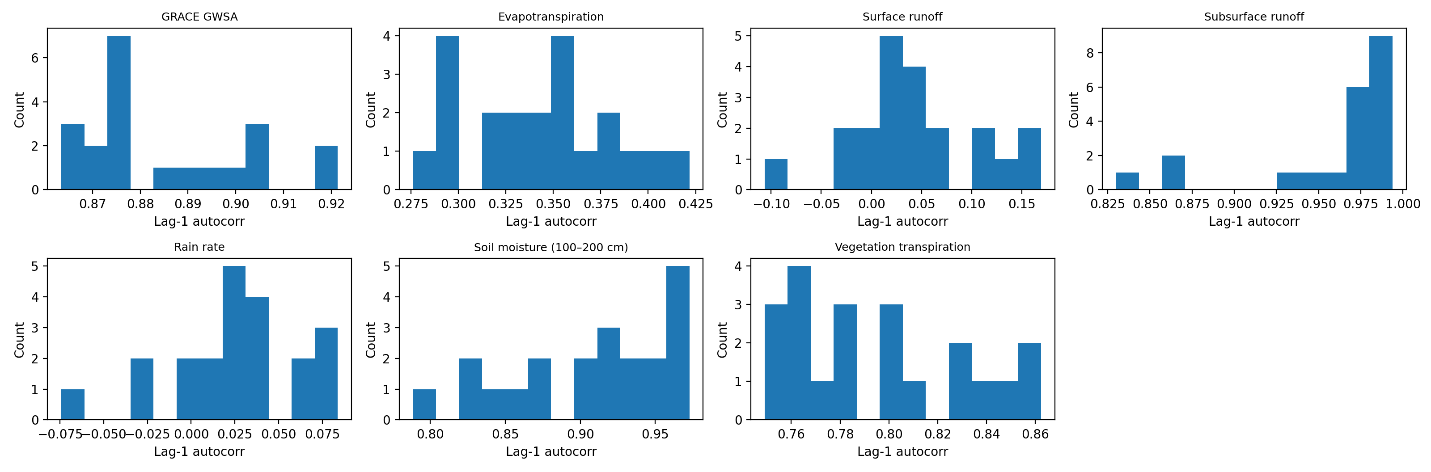 GRACE GWSA
Count
0 2 4 6
0.87 0.88 0.89 0.90 0.91 0.92
Lag-1 autocorr
Evapotranspiration
Count
0 1 2 3 4
0.275 0.300 0.325 0.350 0.375 0.400 0.425
Lag-1 autocorr
Surface runoff
Count
0 1 2 3 4 5
−0.10 −0.05 0.00 0.05 0.10 0.15
Lag-1 autocorr
Subsurface runoff
Count
0 2 4 6 8
0.825 0.850 0.875 0.900 0.925 0.950 0.975 1.000
Lag-1 autocorr
Rain rate
Count
0 1 2 3 4 5
−0.075 −0.050 −0.025 0.000 0.025 0.050 0.075
Lag-1 autocorr
Soil moisture (100–200 cm)
Count
0 1 2 3 4 5
0.80 0.85 0.90 0.95
Lag-1 autocorr
Vegetation transpiration
Count
0 1 2 3 4
0.76 0.78 0.80 0.82 0.84 0.86
Lag-1 autocorr